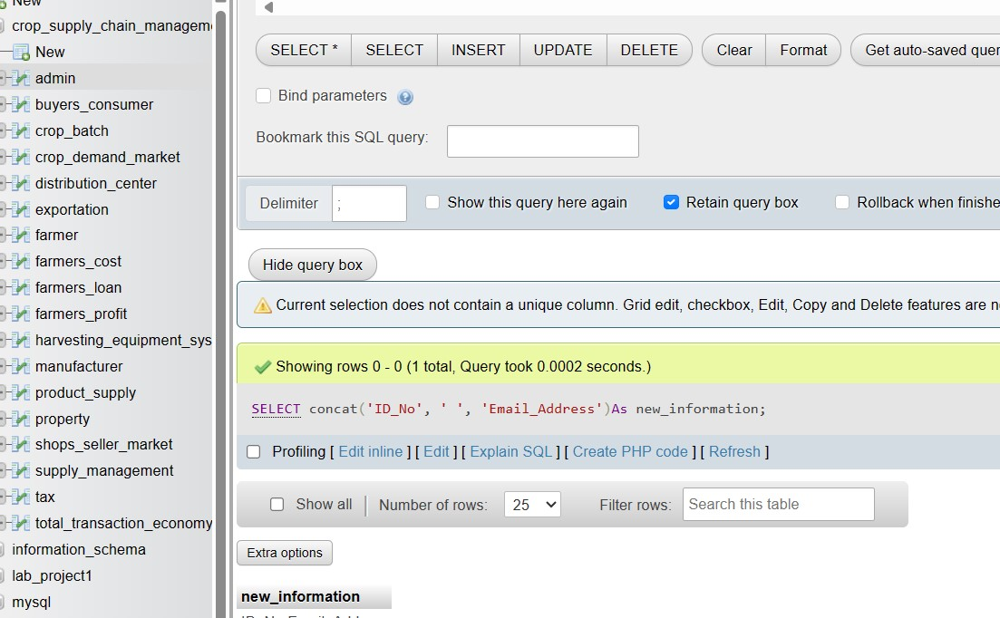 New
crop_supply_chain_managem
New
admin
buyers_consumer
crop_batch
crop_demand_market
distribution_center
exportation
farmer
farmers_cost
farmers_loan
farmers_profit
harvesting_equipment_sys
manufacturer
product_supply
property
shops_seller_market
supply_management
tax
total_transaction_economy
information_schema
lab_project1
mysql
SELECT * SELECT INSERT UPDATE DELETE Clear Format Get auto-saved quer
Bind parameters
Bookmark this SQL query:
Delimiter ; Show this query here again Retain query box Rollback when finishe
Hide query box
Current selection does not contain a unique column. Grid edit, checkbox, Edit, Copy and Delete features are n
Showing rows 0 - 0 (1 total, Query took 0.0002 seconds.)
SELECT concat('ID_No', ' ', 'Email_Address')As new_information;
Profiling [ Edit inline ] [ Edit ] [ Explain SQL ] [ Create PHP code ] [ Refresh ]
Show all Number of rows: 25 Filter rows: Search this table
Extra options
new_information